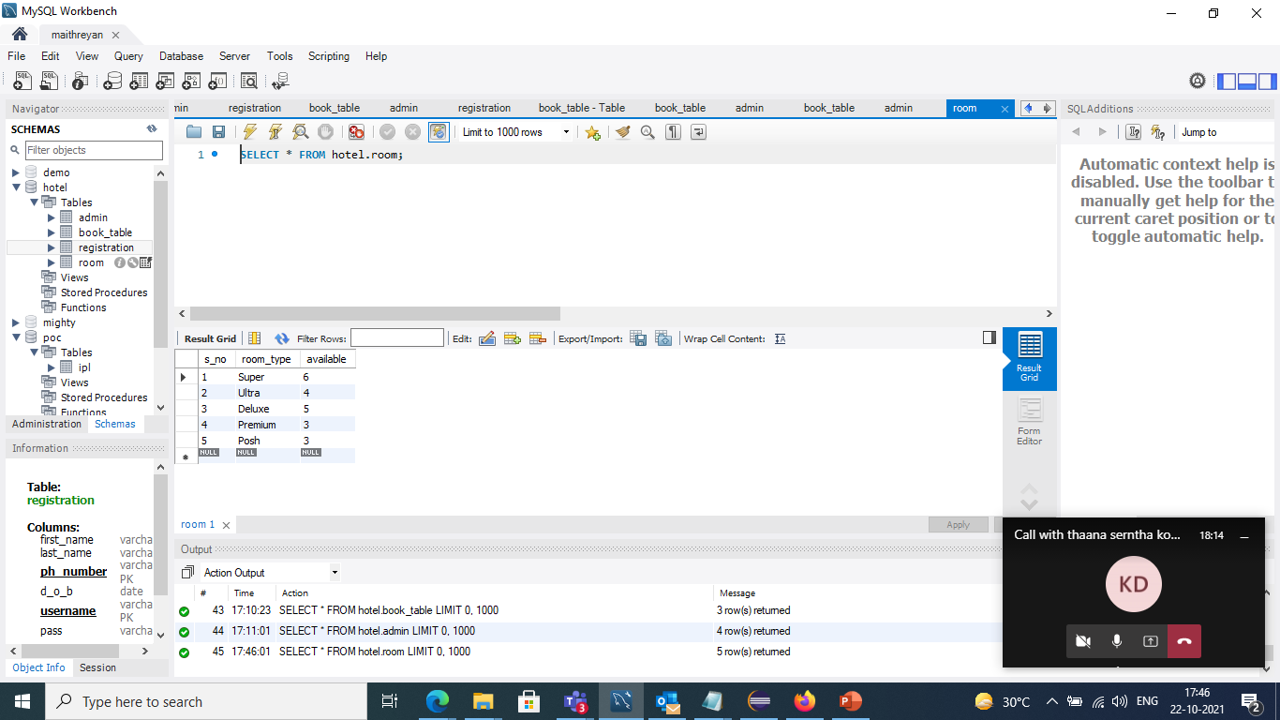 MySQL Workbench
maithreyan
File Edit View Query Database Server Tools Scripting Help
Navigator
SCHEMAS
Filter objects
demo
hotel
Tables
admin
book_table
registration
room
Views
Stored Procedures
Functions
mighty
poc
Tables
ipl
Views
Stored Procedures
Functions
Administration Schemas
Information
Table:
registration
Columns:
first_name varcha
last_name varcha
ph_number varcha
PK
d_o_b date
username varcha
PK
pass varcha
Object Info Session
min registration book_table admin registration book_table - Table book_table admin book_table admin room
Limit to 1000 rows
1 SELECT * FROM hotel.room;
Result Grid Filter Rows: Edit: Export/Import: Wrap Cell Content:
s_no room_type available
1 Super 6
2 Ultra 4
3 Deluxe 5
4 Premium 3
5 Posh 3
NULL NULL NULL
Result
Grid
Form
Editor
room 1
Apply
Output
Action Output
# Time Action Message
43 17:10:23 SELECT * FROM hotel.book_table LIMIT 0, 1000 3 row(s) returned
44 17:11:01 SELECT * FROM hotel.admin LIMIT 0, 1000 4 row(s) returned
45 17:46:01 SELECT * FROM hotel.room LIMIT 0, 1000 5 row(s) returned
SQLAdditions
Jump to
Automatic context help is
disabled. Use the toolbar t
manually get help for the
current caret position or to
toggle automatic help.
Call with thaana serntha ko... 18:14
KD
Type here to search
3
30°C
ENG
17:46
22-10-2021
2